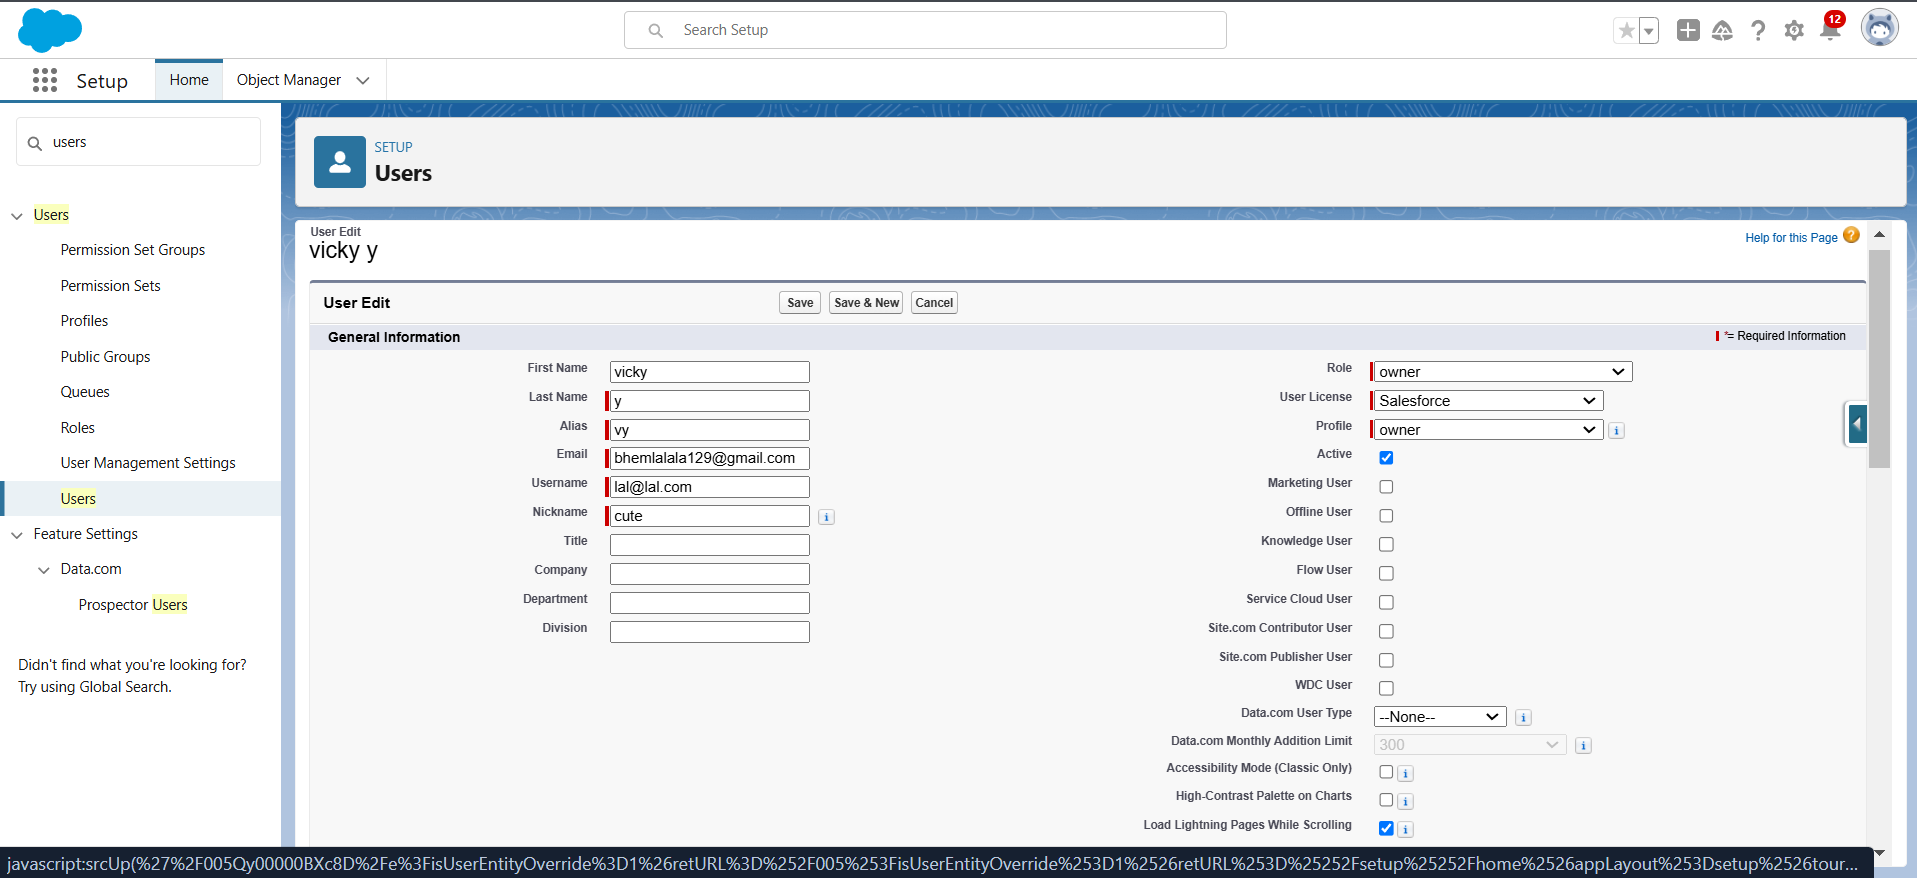 Search Setup
12
Setup
Home
Object Manager
users
Users
Permission Set Groups
Permission Sets
Profiles
Public Groups
Queues
Roles
User Management Settings
Users
Feature Settings
Data.com
Prospector Users
Didn't find what you're looking for?
Try using Global Search.
SETUP
Users
User Edit
vicky y
Help for this Page ?
User Edit
Save
Save & New
Cancel
General Information
*= Required Information
First Name vicky
Last Name y
Alias vy
Email bhemlalala129@gmail.com
Username lal@lal.com
Nickname cute i
Title
Company
Department
Division
Role owner
User License Salesforce
Profile owner i
Active
Marketing User
Offline User
Knowledge User
Flow User
Service Cloud User
Site.com Contributor User
Site.com Publisher User
WDC User
Data.com User Type --None-- i
Data.com Monthly Addition Limit 300 i
Accessibility Mode (Classic Only) i
High-Contrast Palette on Charts i
Load Lightning Pages While Scrolling i
javascript:srcUp(%27%2F005Qy00000BXc8D%2Fe%3FisUserEntityOverride%3D1%26retURL%3D%252F005%253FisUserEntityOverride%253D1%2526retURL%253D%25252Fsetup%25252Fhome%2526appLayout%253Dsetup%2526tour...